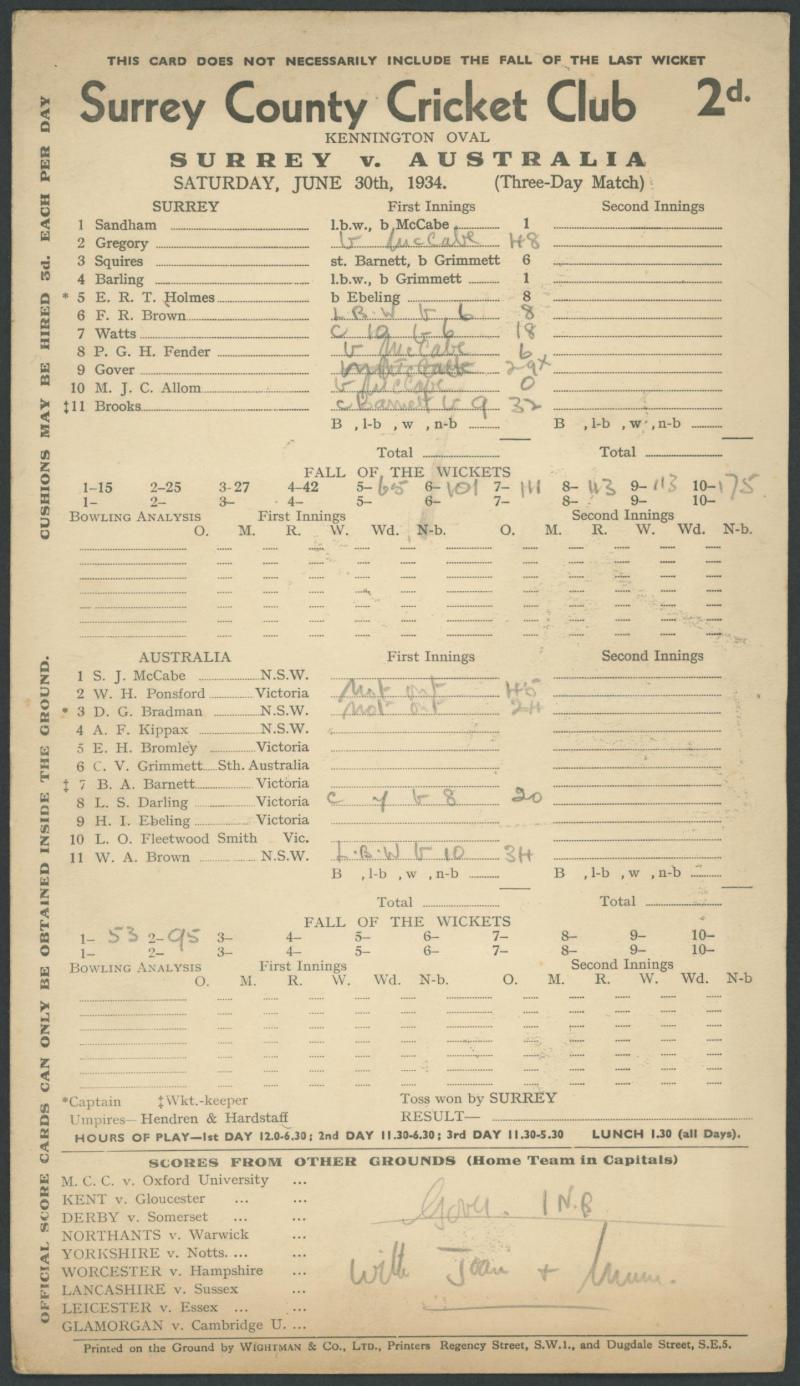 THIS CARD DOES NOT NECESSARILY INCLUDE THE FALL OF THE LAST WICKET
Surrey County Cricket Club 2d.
KENNINGTON OVAL
SURREY v. AUSTRALIA
SATURDAY, JUNE 30th, 1934. (Three-Day Match)
SURREY First Innings Second Innings
1 Sandham l.b.w., b McCabe 1
2 Gregory b McCabe 48
3 Squires st. Barnett, b Grimmett 6
4 Barling l.b.w., b Grimmett 1
* 5 E. R. T. Holmes b Ebeling 8
6 F. R. Brown L.B.W b 6 8
7 Watts c 10 b 6 18
8 P. G. H. Fender b McCabe 6
9 Gover 29x
10 M. J. C. Allom b McCabe 0
‡11 Brooks c Barnett b 9 32
B , l-b , w , n-b B , l-b , w , n-b
Total Total
FALL OF THE WICKETS
1-15 2-25 3-27 4-42 5-65 6-101 7-111 8-113 9-113 10-175
1- 2- 3- 4- 5- 6- 7- 8- 9- 10-
BOWLING ANALYSIS First Innings Second Innings
O. M. R. W. Wd. N-b. O. M. R. W. Wd. N-b.
AUSTRALIA First Innings Second Innings
1 S. J. McCabe N.S.W.
2 W. H. Ponsford Victoria Not out 45
* 3 D. G. Bradman N.S.W. Not out 24
4 A. F. Kippax N.S.W.
5 E. H. Bromley Victoria
6 C. V. Grimmett Sth. Australia
‡ 7 B. A. Barnett Victoria
8 L. S. Darling Victoria c y b 8 20
9 H. I. Ebeling Victoria
10 L. O. Fleetwood Smith Vic.
11 W. A. Brown N.S.W. L.B.W b 10 34
B , l-b , w , n-b B , l-b , w , n-b
Total Total
FALL OF THE WICKETS
1-53 2-95 3- 4- 5- 6- 7- 8- 9- 10-
1- 2- 3- 4- 5- 6- 7- 8- 9- 10-
BOWLING ANALYSIS First Innings Second Innings
O. M. R. W. Wd. N-b. O. M. R. W. Wd. N-b
*Captain ‡Wkt.-keeper Toss won by SURREY
Umpires—Hendren & Hardstaff RESULT—
HOURS OF PLAY—1st DAY 12.0-6.30; 2nd DAY 11.30-6.30; 3rd DAY 11.30-5.30 LUNCH 1.30 (all Days).
SCORES FROM OTHER GROUNDS (Home Team in Capitals)
M. C. C. v. Oxford University ...
KENT v. Gloucester ... ...
DERBY v. Somerset ... ...
NORTHANTS v. Warwick ...
YORKSHIRE v. Notts. ... ...
WORCESTER v. Hampshire ...
LANCASHIRE v. Sussex ...
LEICESTER v. Essex ... ...
GLAMORGAN v. Cambridge U. ...
Gover. 1 N.B
With Joan + Mum.
Printed on the Ground by WIGHTMAN & Co., LTD., Printers Regency Street, S.W.1., and Dugdale Street, S.E.5.
OFFICIAL SCORE CARDS CAN ONLY BE OBTAINED INSIDE THE GROUND. CUSHIONS MAY BE HIRED 3d. EACH PER DAY